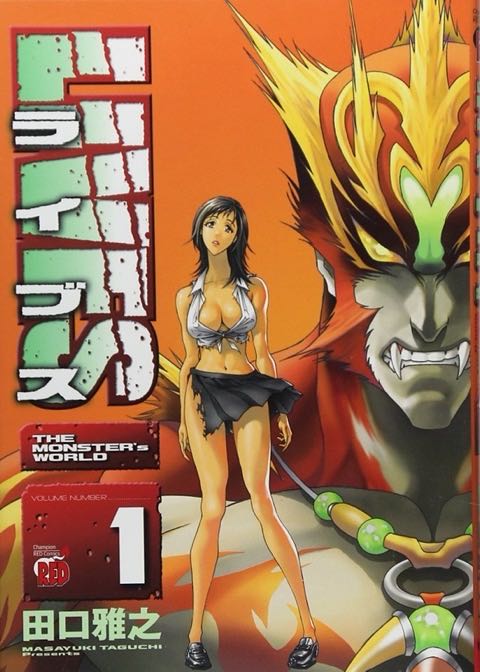 LIVES
ライブス
THE
MONSTER's
WORLD
VOLUME NUMBER
1
Champion
RED Comics
RED
田口雅之
MASAYUKI TAGUCHI
Presents